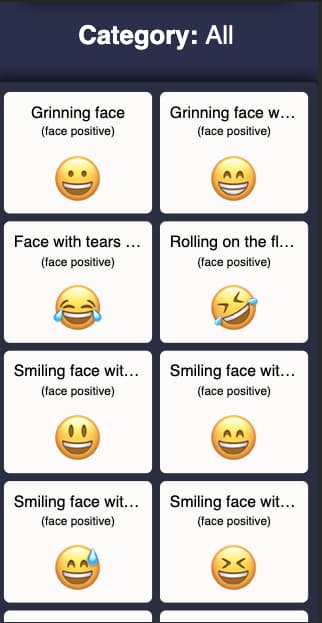 Category: All
Grinning face
(face positive)
Grinning face w...
(face positive)
Face with tears ...
(face positive)
Rolling on the fl...
(face positive)
Smiling face wit...
(face positive)
Smiling face wit...
(face positive)
Smiling face wit...
(face positive)
Smiling face wit...
(face positive)